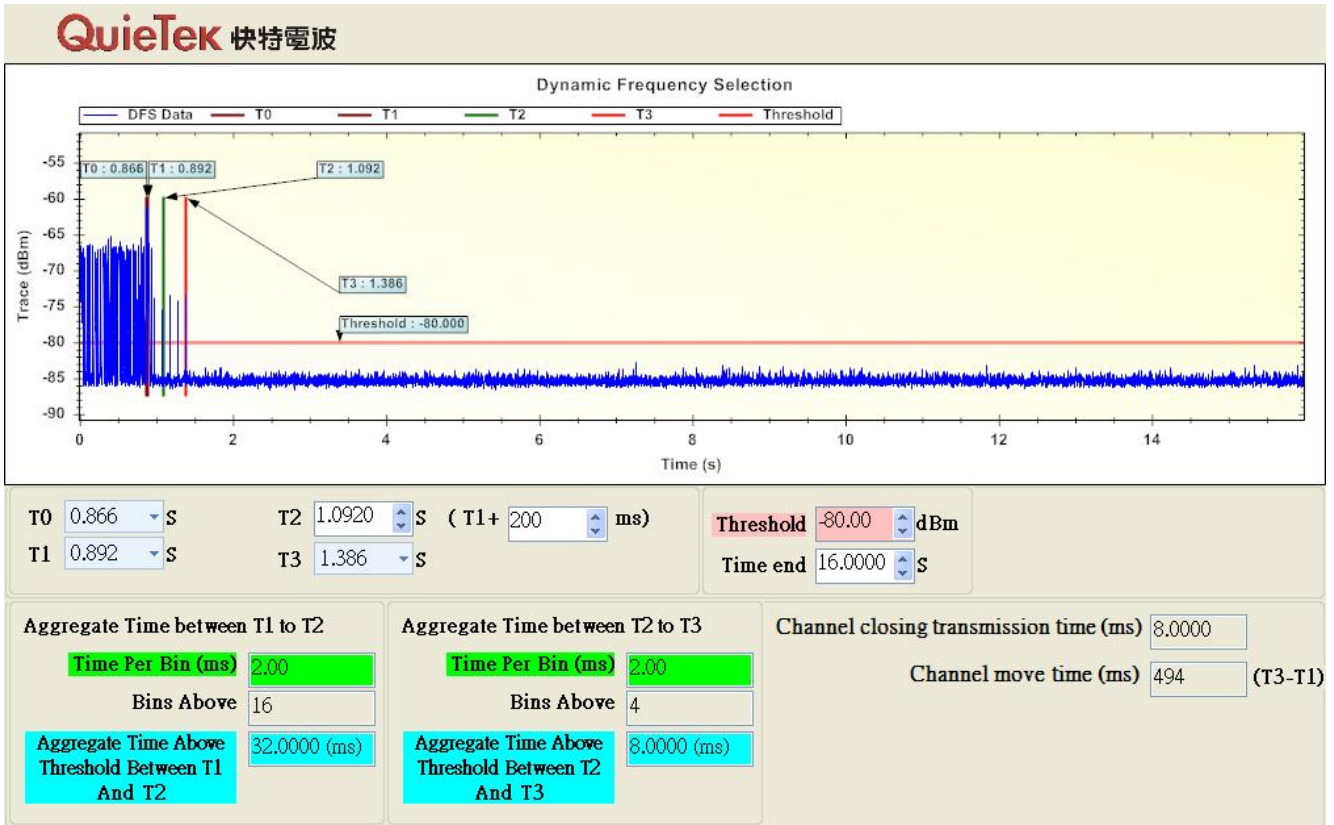 QuieTek 快特電波
Dynamic Frequency Selection
DFS Data T0 T1 T2 T3 Threshold
T0 : 0.866 T1 : 0.892 T2 : 1.092
T3 : 1.386
Threshold : -80.000
Trace (dBm)
-55
-60
-65
-70
-75
-80
-85
-90
0 2 4 6 8 10 12 14
Time (s)
T0 0.866 S T2 1.0920 S ( T1+ 200 ms)
T1 0.892 S T3 1.386 S
Threshold -80.00 dBm
Time end 16.0000 S
Aggregate Time between T1 to T2
Time Per Bin (ms) 2.00
Bins Above 16
Aggregate Time Above 32.0000 (ms)
Threshold Between T1
And T2
Aggregate Time between T2 to T3
Time Per Bin (ms) 2.00
Bins Above 4
Aggregate Time Above 8.0000 (ms)
Threshold Between T2
And T3
Channel closing transmission time (ms) 8.0000
Channel move time (ms) 494 (T3-T1)